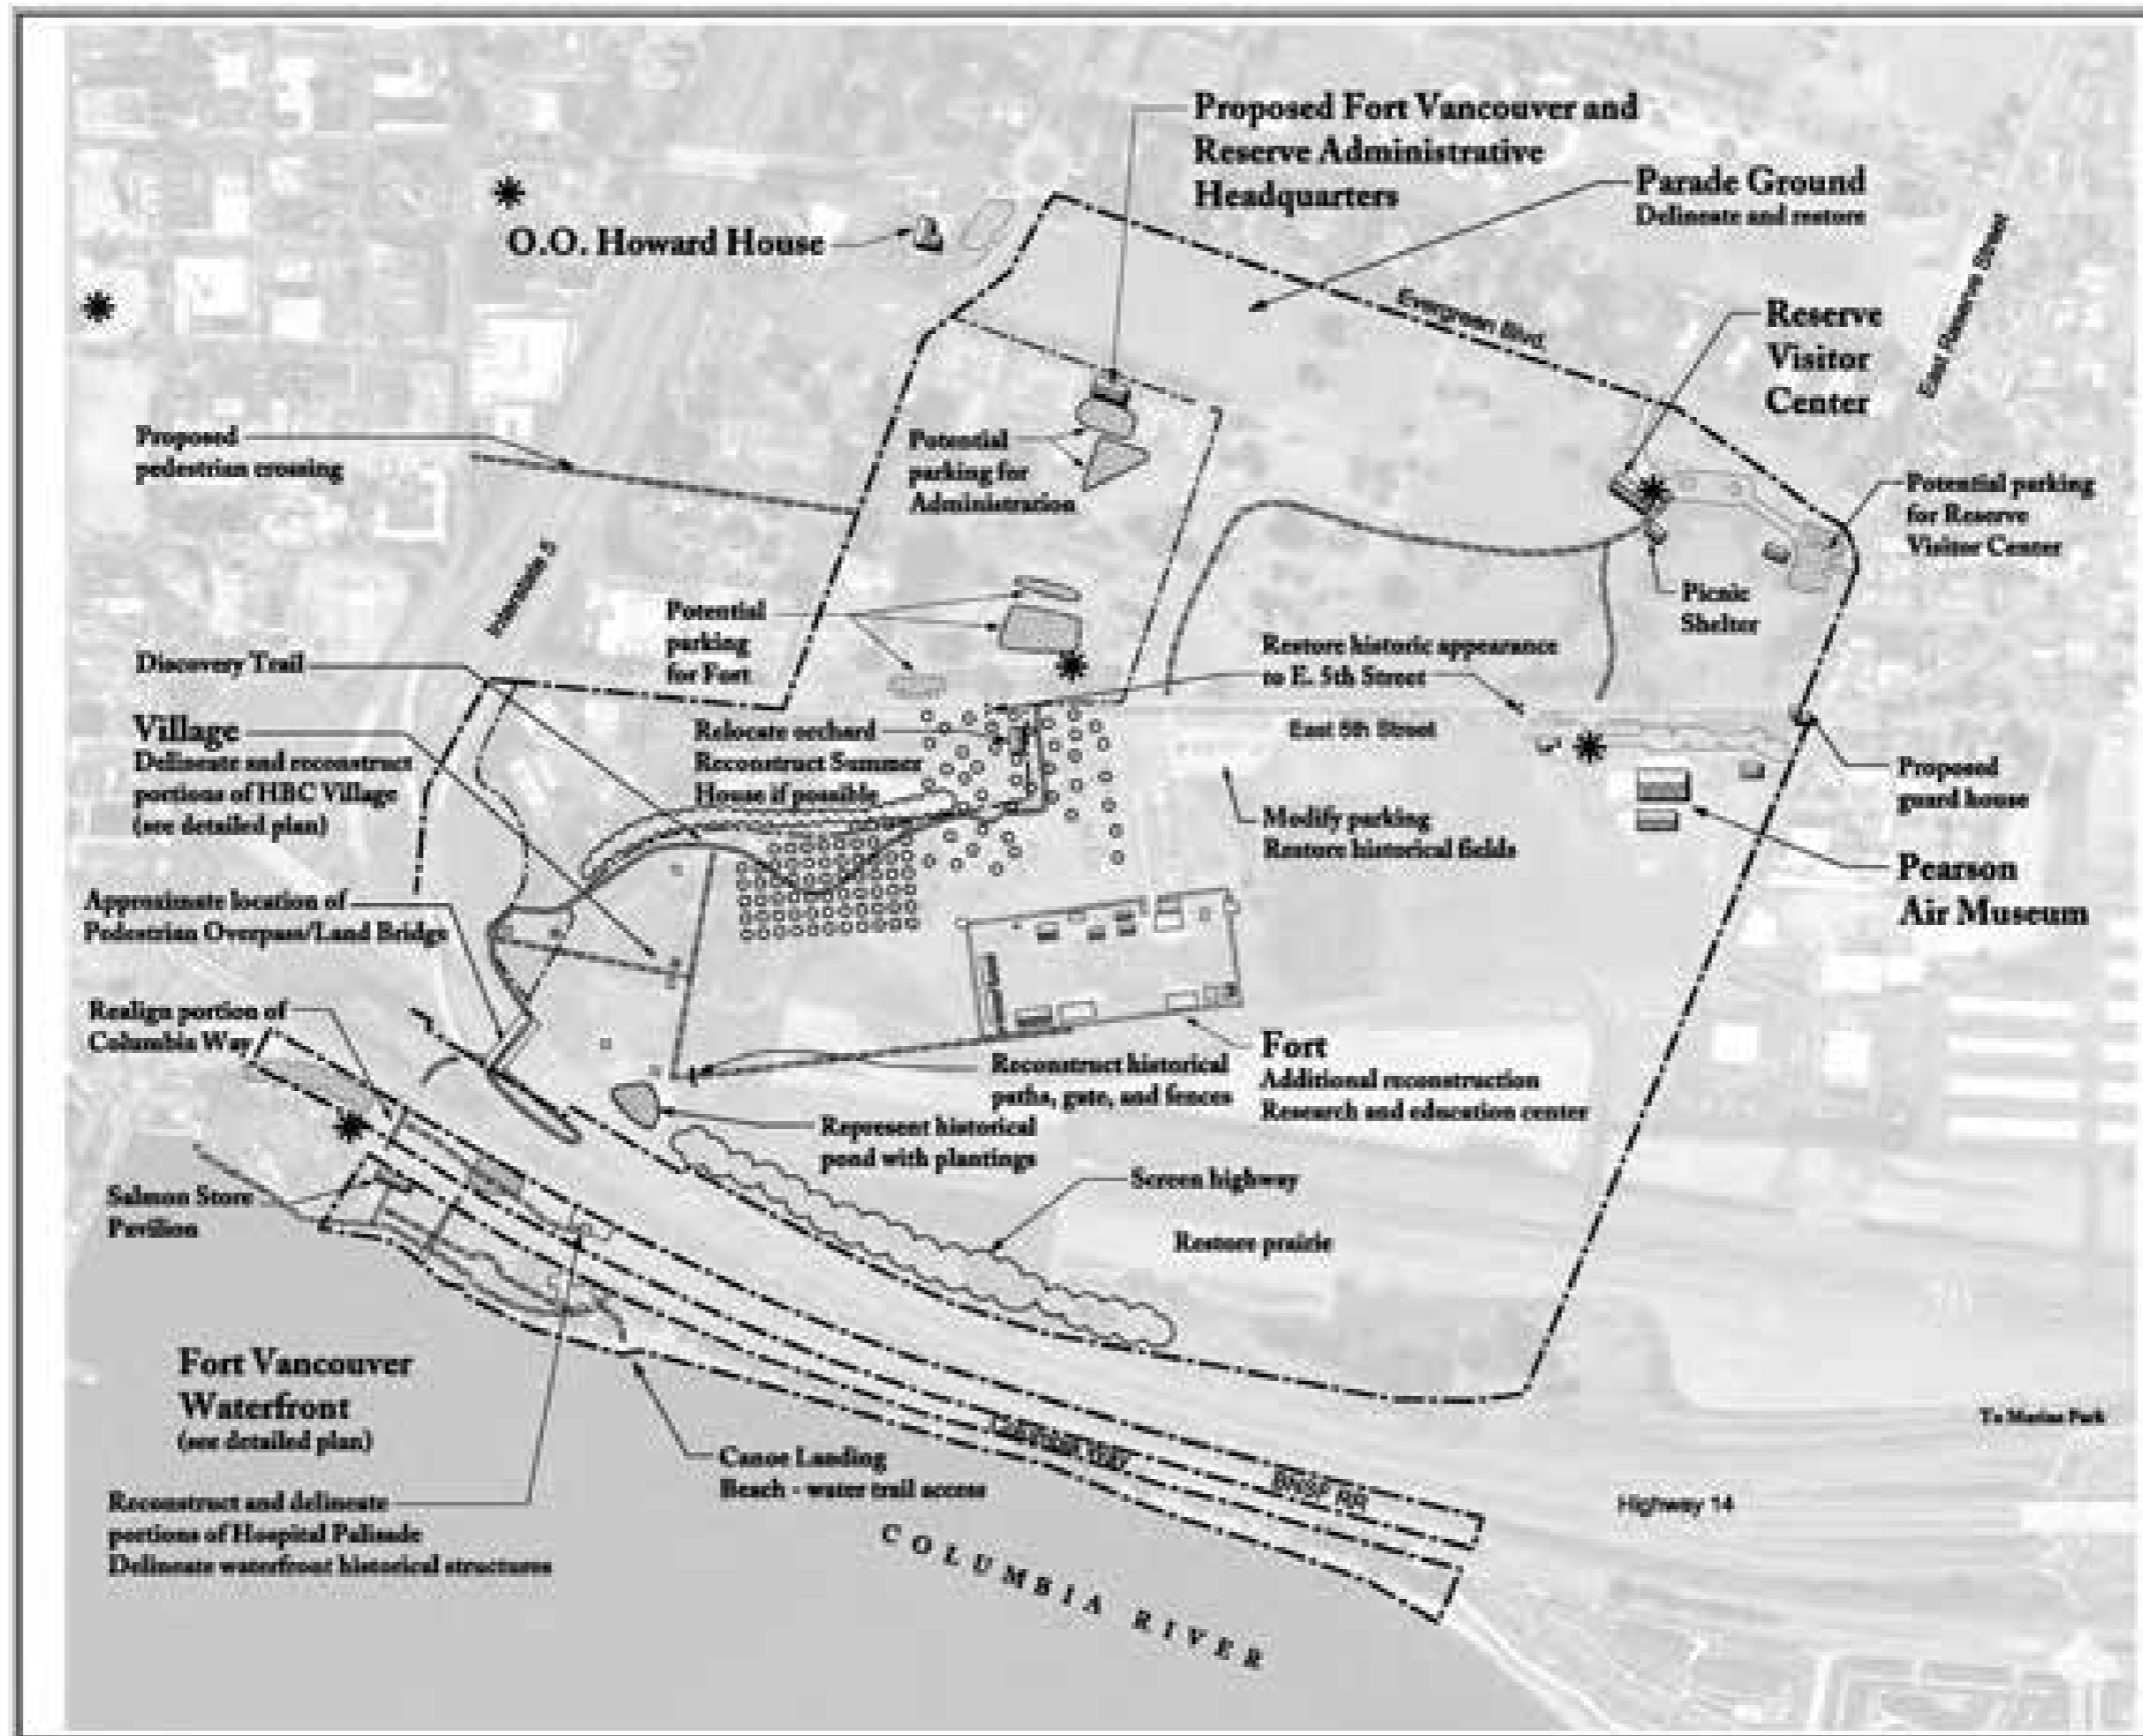 Proposed Fort Vancouver and
Reserve Administrative
Headquarters
Parade Ground
Delineate and restore
O.O. Howard House
Evergreen Blvd.
East Reserve Street
Reserve
Visitor
Center
Proposed
pedestrian crossing
Potential
parking for
Administration
Potential parking
for Reserve
Visitor Center
Interstate 5
Picnic
Shelter
Potential
parking
for Fort
Restore historic appearance
to E. 5th Street
Discovery Trail
Village
Delineate and reconstruct
portions of HBC Village
(see detailed plan)
Relocate orchard
Reconstruct Summer
House if possible
East 5th Street
Proposed
guard house
Modify parking
Restore historical fields
Pearson
Air Museum
Approximate location of
Pedestrian Overpass/Land Bridge
Realign portion of
Columbia Way
Reconstruct historical
paths, gate, and fences
Fort
Additional reconstruction
Research and education center
Represent historical
pond with plantings
Screen highway
Salmon Store
Pavilion
Restore prairie
Fort Vancouver
Waterfront
(see detailed plan)
Canoe Landing
Beach - water trail access
To Marine Park
Columbia Way
BNSF RR
Highway 14
Reconstruct and delineate
portions of Hospital Palisade
Delineate waterfront historical structures
COLUMBIA RIVER